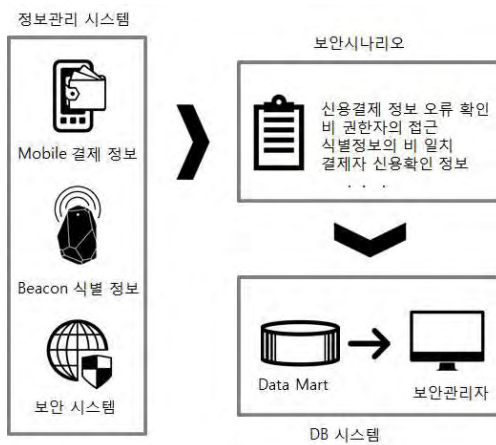 정보관리 시스템
Mobile 결제 정보
Beacon 식별 정보
보안 시스템
보안시나리오
신용결제 정보 오류 확인
비 권한자의 접근
식별정보의 비 일치
결제자 신용확인 정보
. . .
Data Mart
보안관리자
DB 시스템